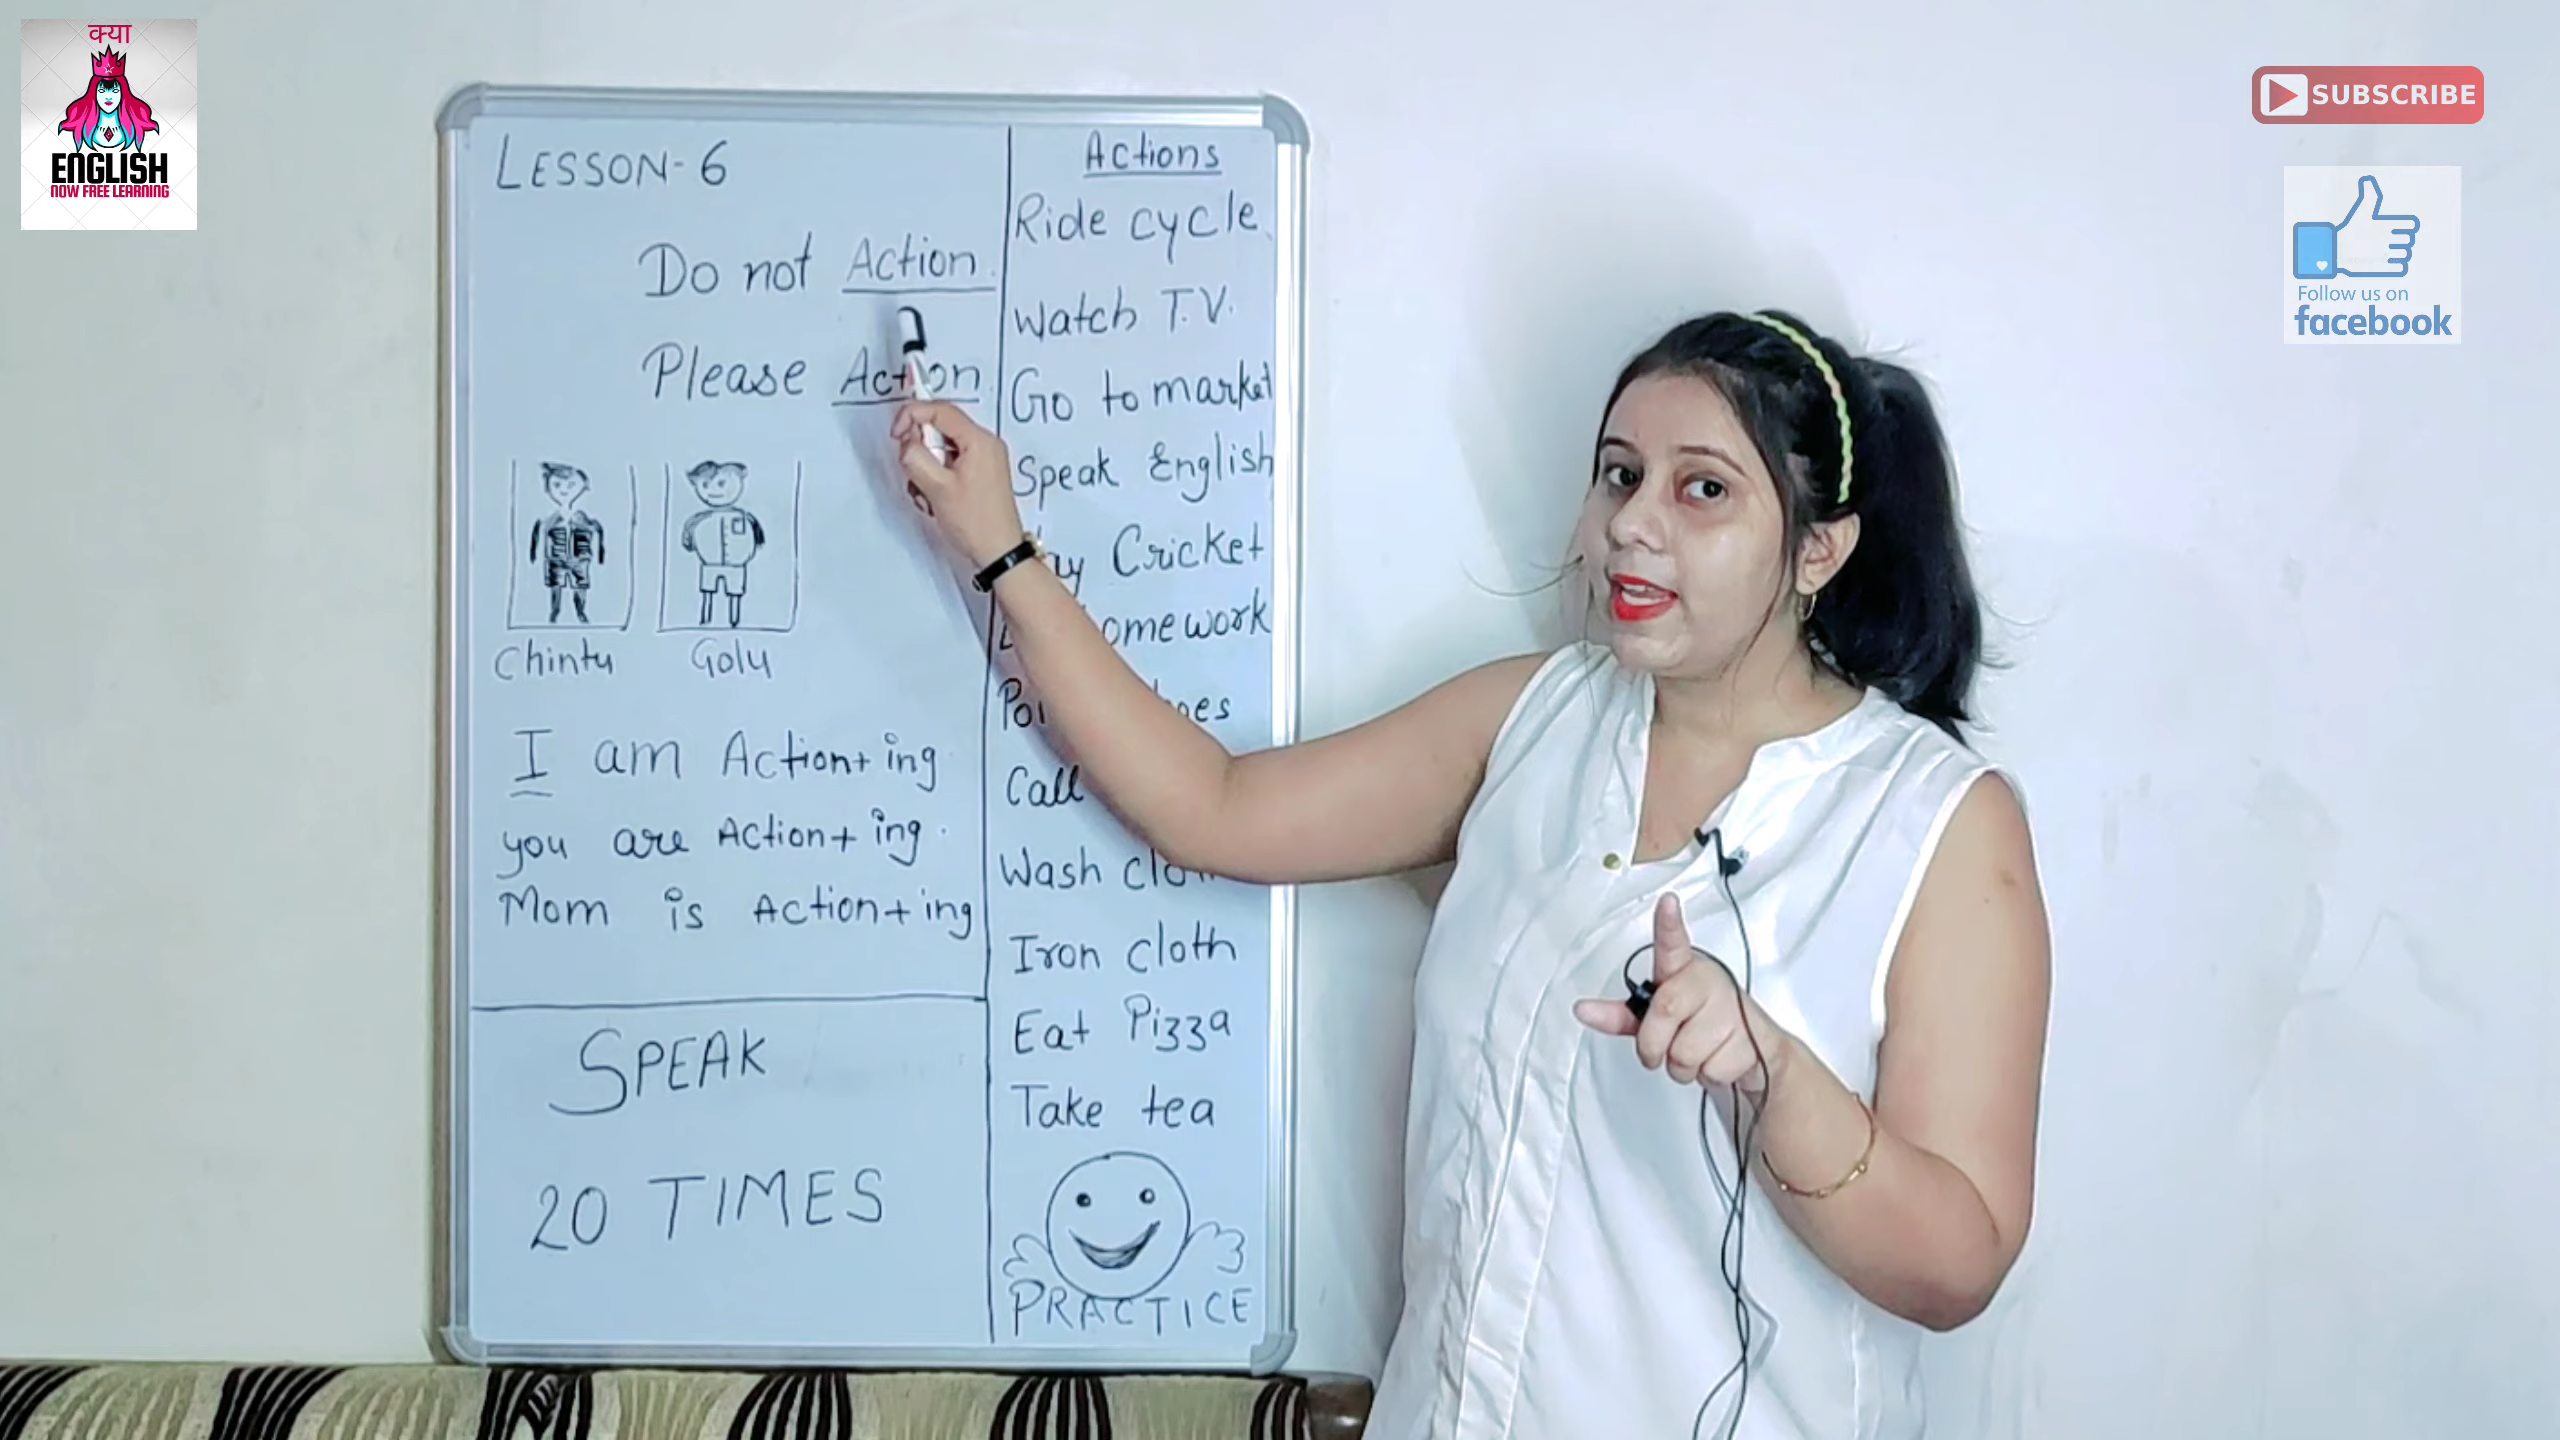 क्या
ENGLISH
NOW FREE LEARNING
SUBSCRIBE
Follow us on
facebook
LESSON-6
Do not Action.
Please Action.
Chintu
Golu
I am Action+ ing
you are Action+ ing.
Mom is Action+ ing
SPEAK
20 TIMES
Actions
Ride cycle
Watch T.V.
Go to market
Speak English
Cricket
Call
Wash
Iron cloth
Eat Pizza
Take tea
PRACTICE